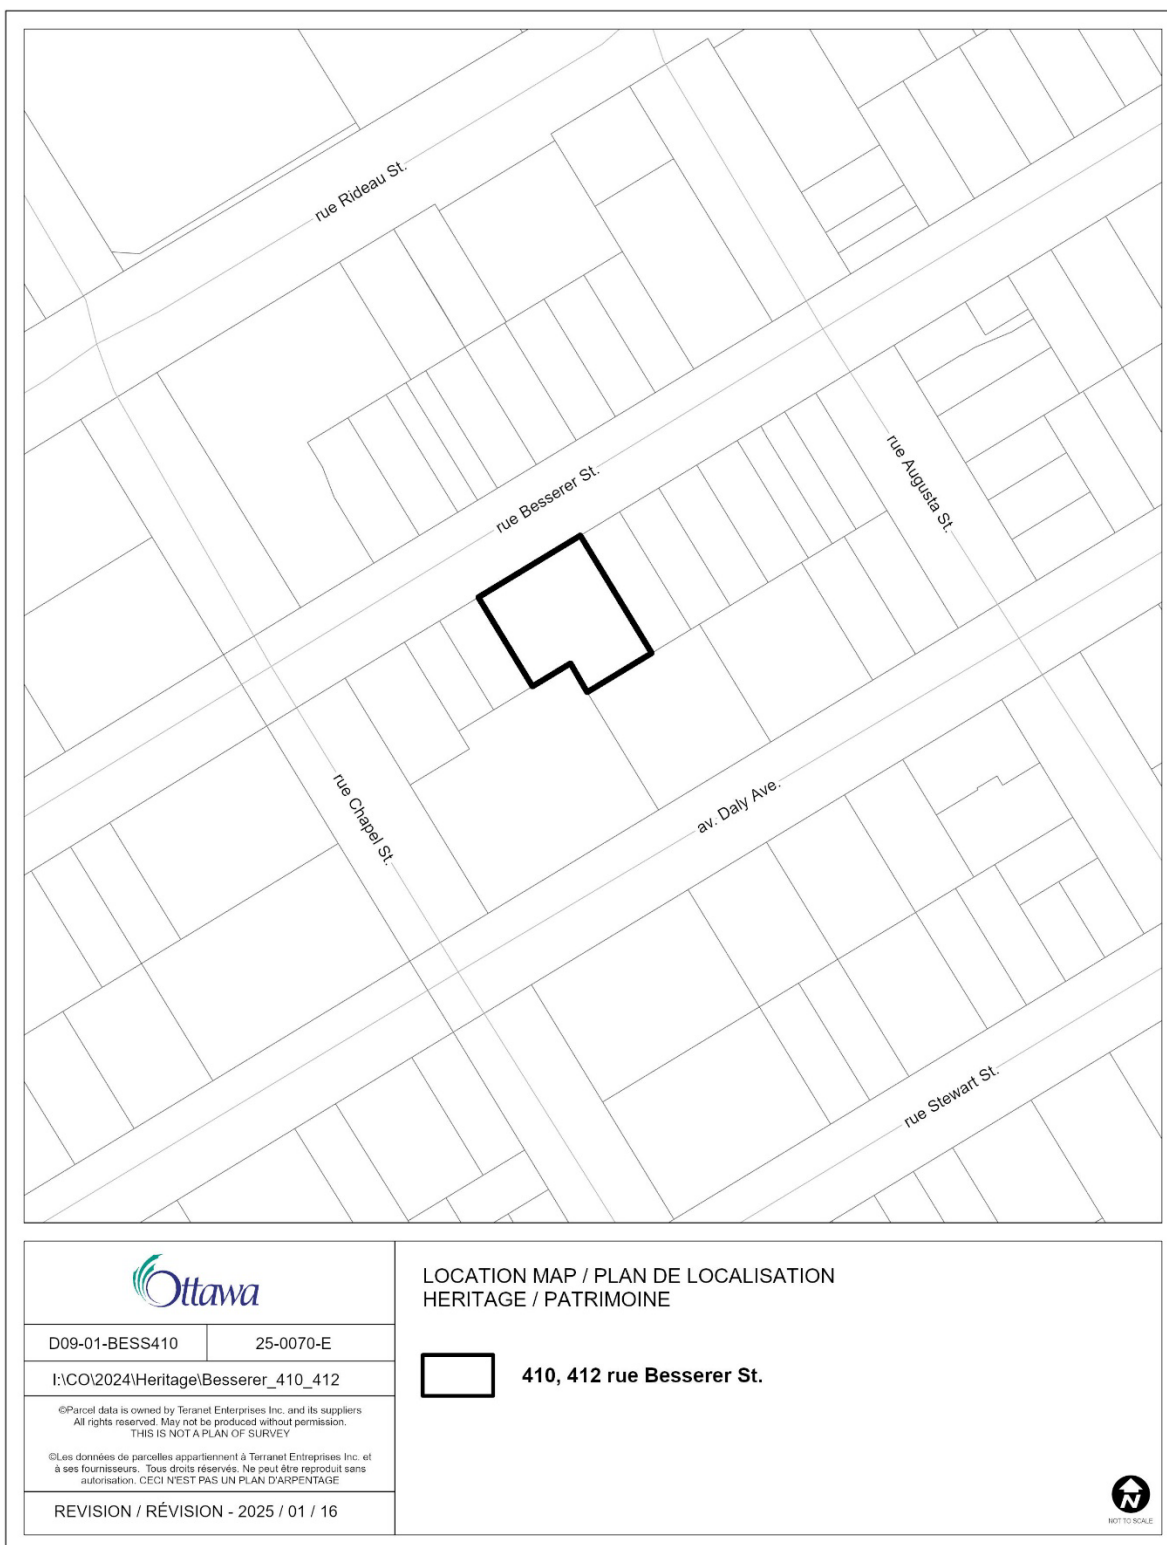 rue Rideau St.
rue Besserer St.
rue Augusta St.
rue Chapel St.
av. Daly Ave.
rue Stewart St.
Ottawa
D09-01-BESS410
25-0070-E
I:\CO\2024\Heritage\Besserer_410_412
©Parcel data is owned by Teranet Enterprises Inc. and its suppliers
All rights reserved. May not be produced without permission.
THIS IS NOT A PLAN OF SURVEY
©Les données de parcelles appartiennent à Terranet Entreprises Inc. et
à ses fournisseurs. Tous droits réservés. Ne peut être reproduit sans
autorisation. CECI N'EST PAS UN PLAN D'ARPENTAGE
REVISION / RÉVISION - 2025 / 01 / 16
LOCATION MAP / PLAN DE LOCALISATION
HERITAGE / PATRIMOINE
410, 412 rue Besserer St.
N
NOT TO SCALE